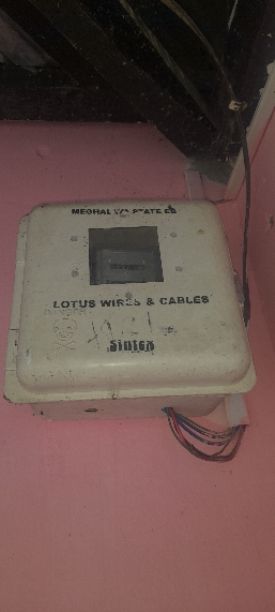 MEGHALAYA STATE EB
LOTUS WIRES & CABLES
Sintex